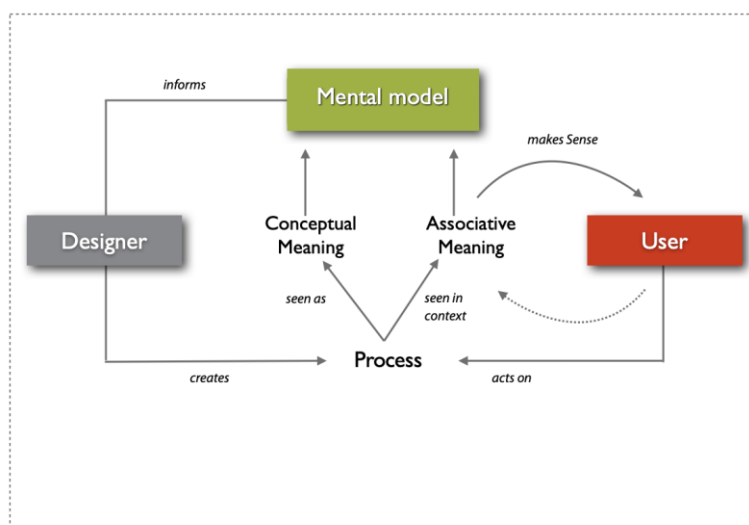 informs
Mental model
makes Sense
Designer
Conceptual
Meaning
Associative
Meaning
User
seen as
seen in
context
Process
creates
acts on